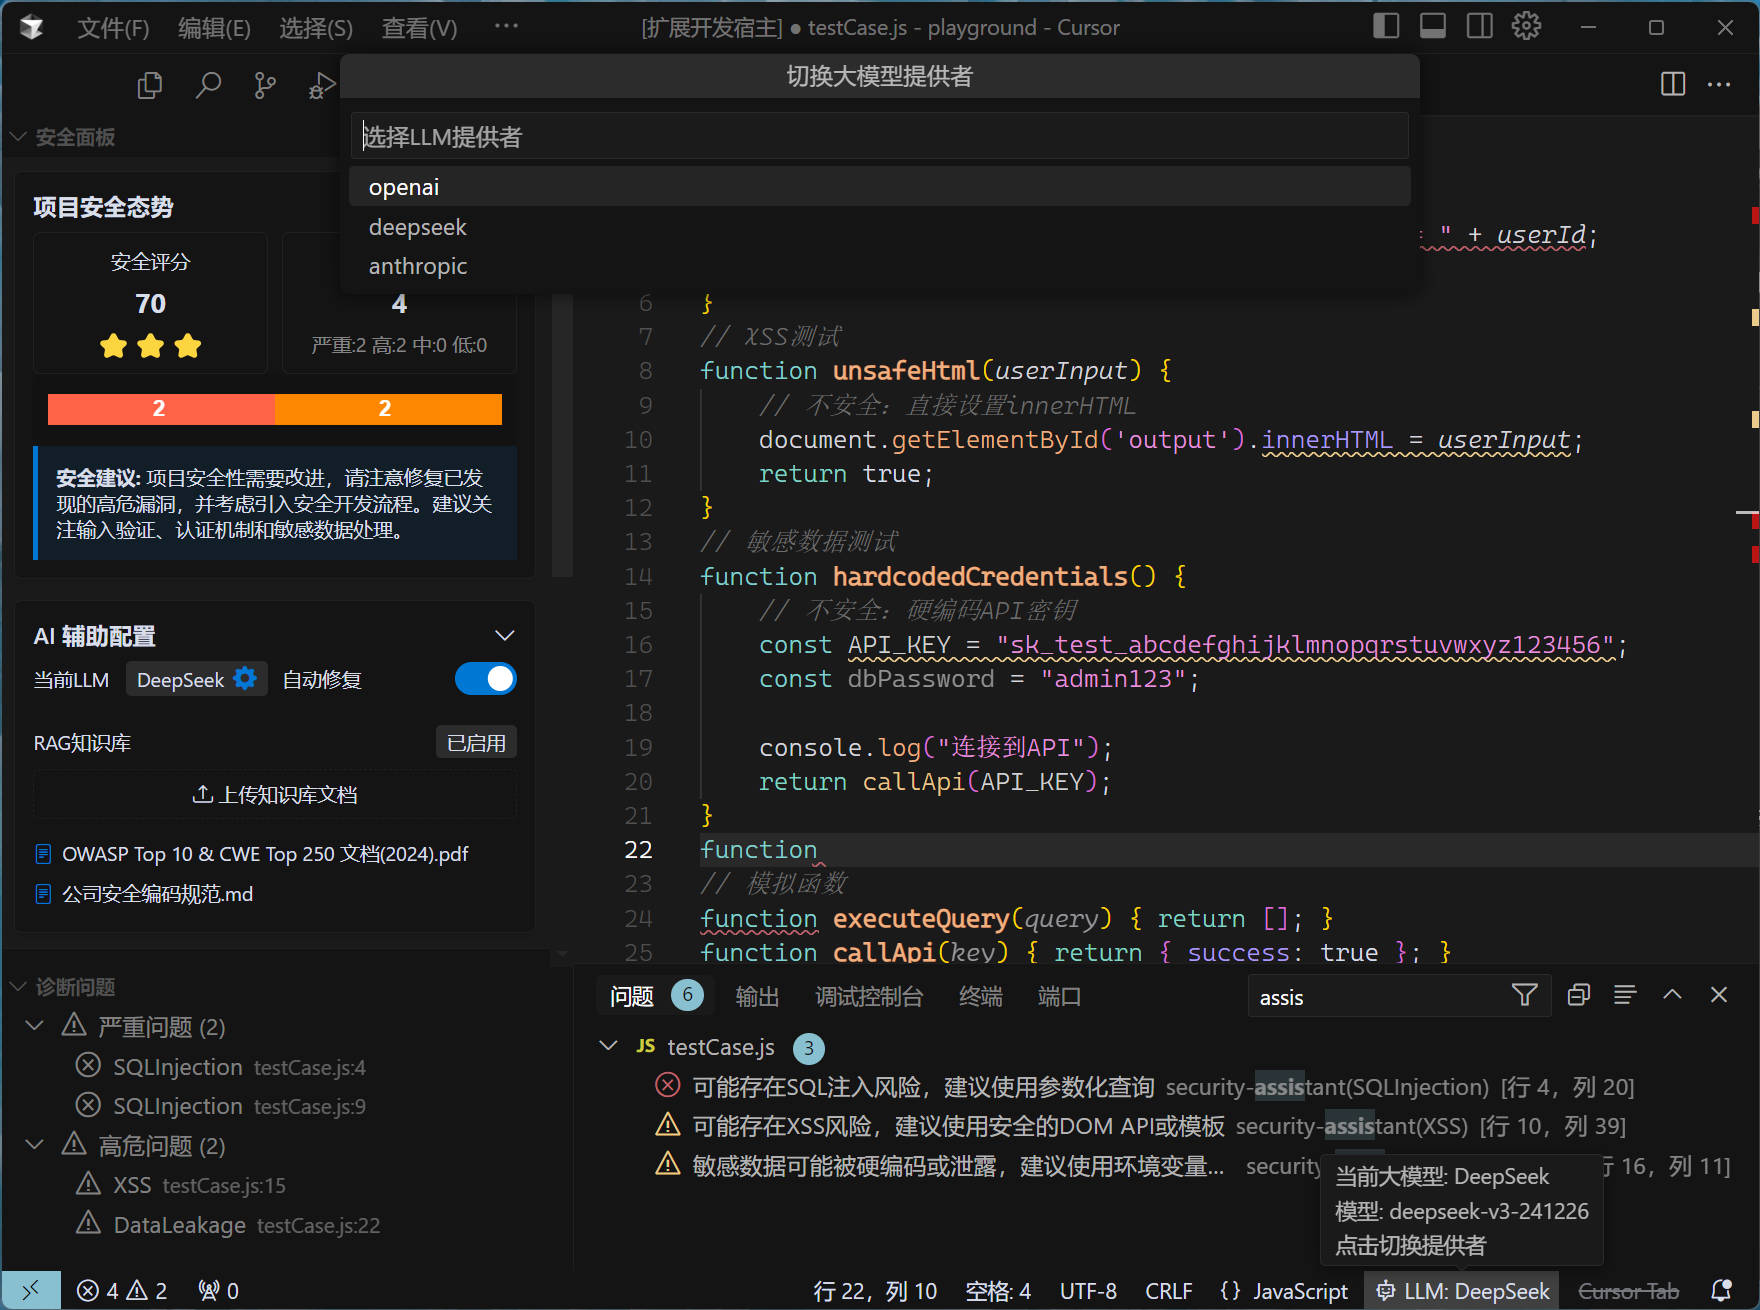 文件(F) 编辑(E) 选择(S) 查看(V) ··· [扩展开发宿主] ● testCase.js - playground - Cursor
切换大模型提供者
选择LLM提供者
openai
deepseek
anthropic
安全面板
项目安全态势
安全评分
70
4
严重:2 高:2 中:0 低:0
2 2
安全建议: 项目安全性需要改进，请注意修复已发
现的高危漏洞，并考虑引入安全开发流程。建议关
注输入验证、认证机制和敏感数据处理。
AI 辅助配置
当前LLM DeepSeek 自动修复
RAG知识库 已启用
上传知识库文档
OWASP Top 10 & CWE Top 250 文档(2024).pdf
公司安全编码规范.md
诊断问题
严重问题 (2)
SQLInjection testCase.js:4
SQLInjection testCase.js:9
高危问题 (2)
XSS testCase.js:15
DataLeakage testCase.js:22
" + userId;
6 }
7 // XSS测试
8 function unsafeHtml(userInput) {
9 // 不安全: 直接设置innerHTML
10 document.getElementById('output').innerHTML = userInput;
11 return true;
12 }
13 // 敏感数据测试
14 function hardcodedCredentials() {
15 // 不安全: 硬编码API密钥
16 const API_KEY = "sk_test_abcdefghijklmnopqrstuvwxyz123456";
17 const dbPassword = "admin123";
18
19 console.log("连接到API");
20 return callApi(API_KEY);
21 }
22 function
23 // 模拟函数
24 function executeQuery(query) { return []; }
25 function callApi(key) { return { success: true }; }
问题 6 输出 调试控制台 终端 端口 assis
JS testCase.js 3
可能存在SQL注入风险，建议使用参数化查询 security-assistant(SQLInjection) [行 4，列 20]
可能存在XSS风险，建议使用安全的DOM API或模板 security-assistant(XSS) [行 10，列 39]
敏感数据可能被硬编码或泄露，建议使用环境变量... security 行 16，列 11]
当前大模型: DeepSeek
模型: deepseek-v3-241226
点击切换提供者
4 2 0 行 22，列 10 空格: 4 UTF-8 CRLF {} JavaScript LLM: DeepSeek Cursor Tab